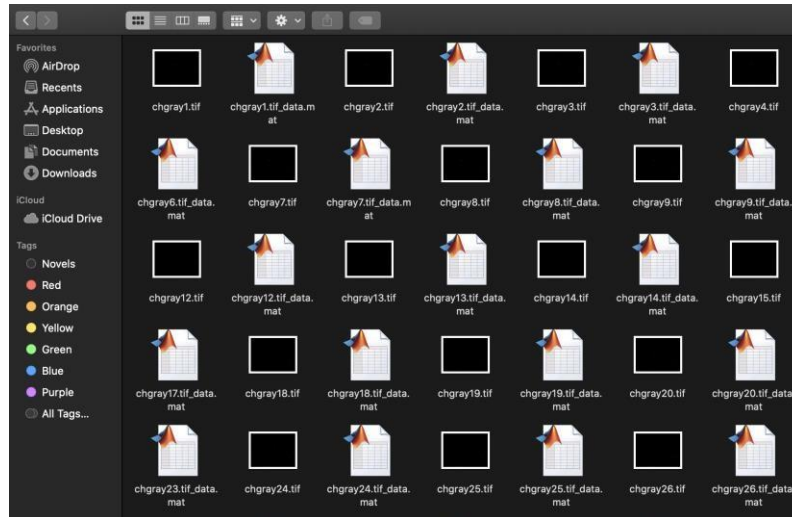 Favorites
AirDrop
Recents
Applications
Desktop
Documents
Downloads
iCloud
iCloud Drive
Tags
Novels
Red
Orange
Yellow
Green
Blue
Purple
All Tags...
chgray1.tif
chgray1.tif_data.m
at
chgray2.tif
chgray2.tif_data.
mat
chgray3.tif
chgray3.tif_data.
mat
chgray4.tif
chgray6.tif_data.
mat
chgray7.tif
chgray7.tif_data.m
at
chgray8.tif
chgray8.tif_data.
mat
chgray9.tif
chgray9.tif_data.
mat
chgray12.tif
chgray12.tif_data.
mat
chgray13.tif
chgray13.tif_data.
mat
chgray14.tif
chgray14.tif_data.
mat
chgray15.tif
chgray17.tif_data.
mat
chgray18.tif
chgray18.tif_data.
mat
chgray19.tif
chgray19.tif_data.
mat
chgray20.tif
chgray20.tif_data.
mat
chgray23.tif_data.
mat
chgray24.tif
chgray24.tif_data.
mat
chgray25.tif
chgray25.tif_data.
mat
chgray26.tif
chgray26.tif_data
mat